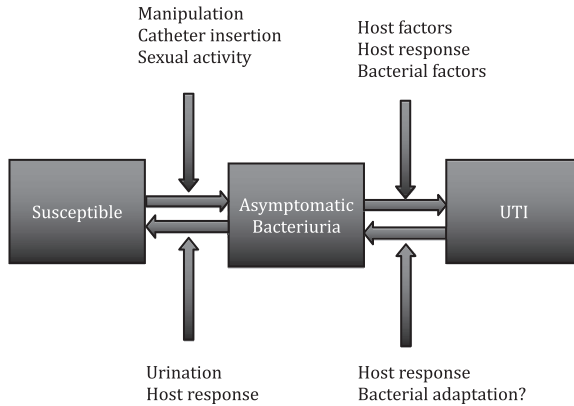 Manipulation
Catheter insertion
Sexual activity
Host factors
Host response
Bacterial factors
Susceptible
Asymptomatic
Bacteriuria
UTI
Urination
Host response
Host response
Bacterial adaptation?